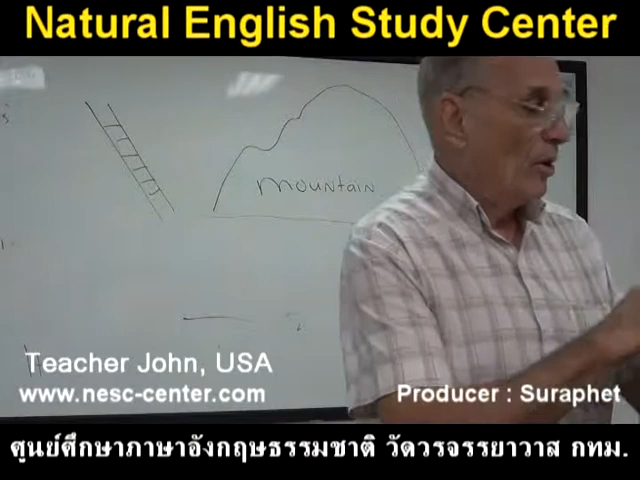 Natural English Study Center
mountain
Teacher John, USA
www.nesc-center.com
Producer : Suraphet
ศูนย์ศึกษาภาษาอังกฤษธรรมชาติ วัดวรจรรยาวาส กทม.